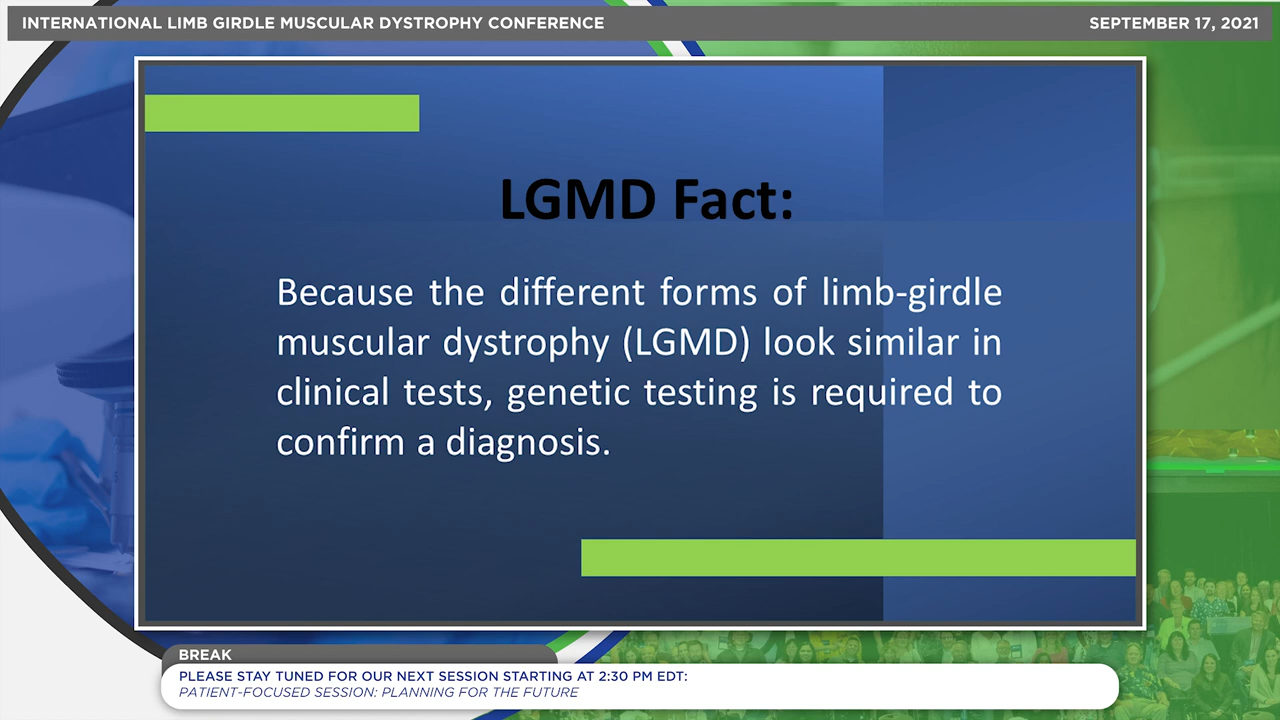 INTERNATIONAL LIMB GIRDLE MUSCULAR DYSTROPHY CONFERENCE
SEPTEMBER 17, 2021
LGMD Fact:
Because the different forms of limb-girdle
muscular dystrophy (LGMD) look similar in
clinical tests, genetic testing is required to
confirm a diagnosis.
BREAK
PLEASE STAY TUNED FOR OUR NEXT SESSION STARTING AT 2:30 PM EDT:
PATIENT-FOCUSED SESSION: PLANNING FOR THE FUTURE